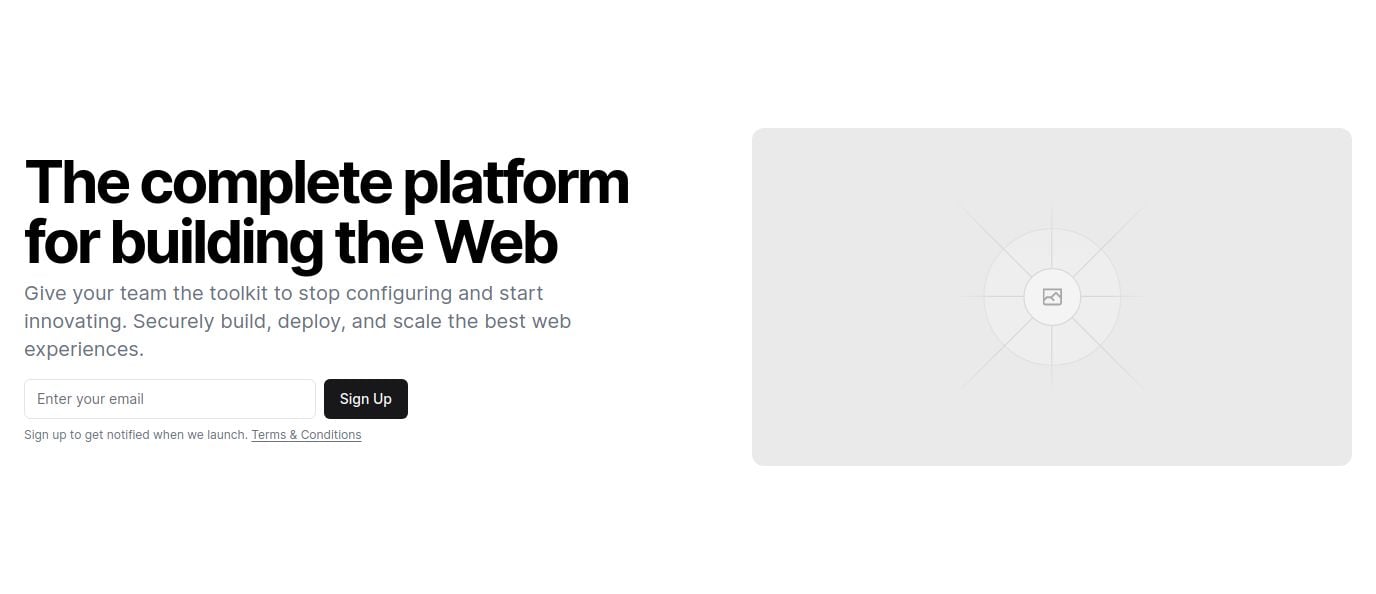 The complete platform
for building the Web
Give your team the toolkit to stop configuring and start
innovating. Securely build, deploy, and scale the best web
experiences.
Enter your email
Sign Up
Sign up to get notified when we launch. Terms & Conditions